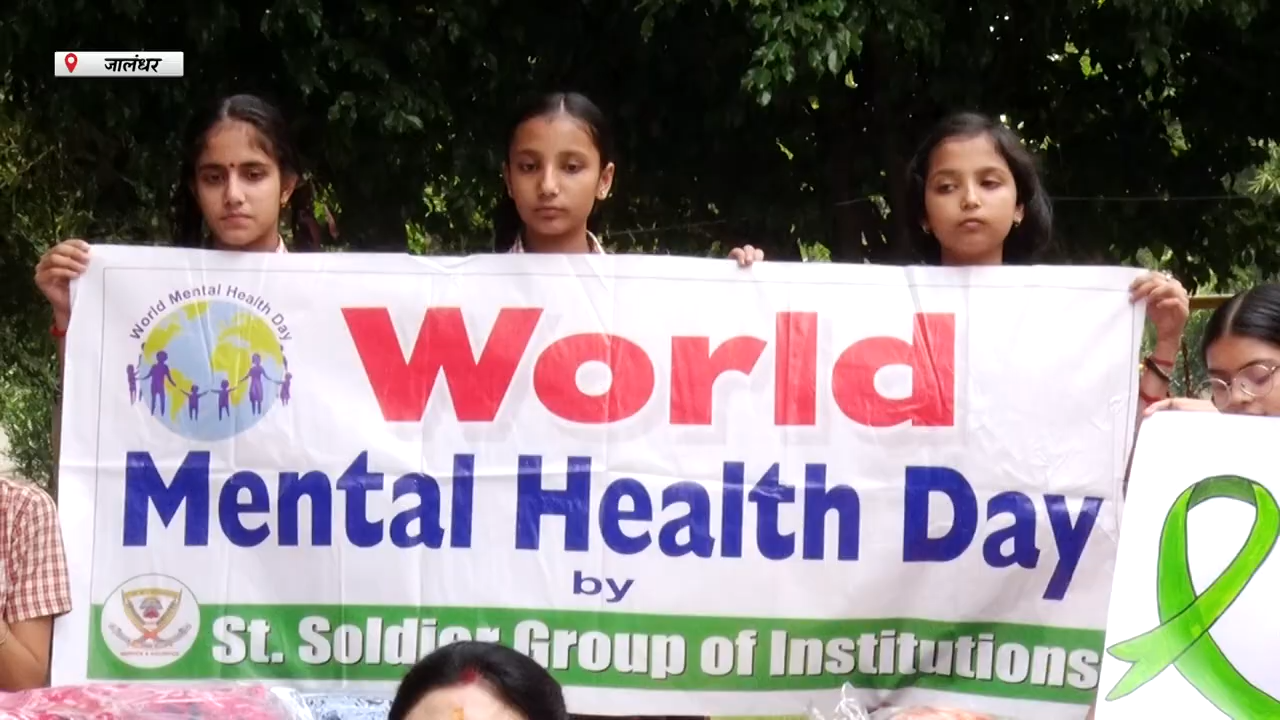 जालंधर
World Mental Health Day
World
Mental Health Day
by
St. Soldier Group of Institutions